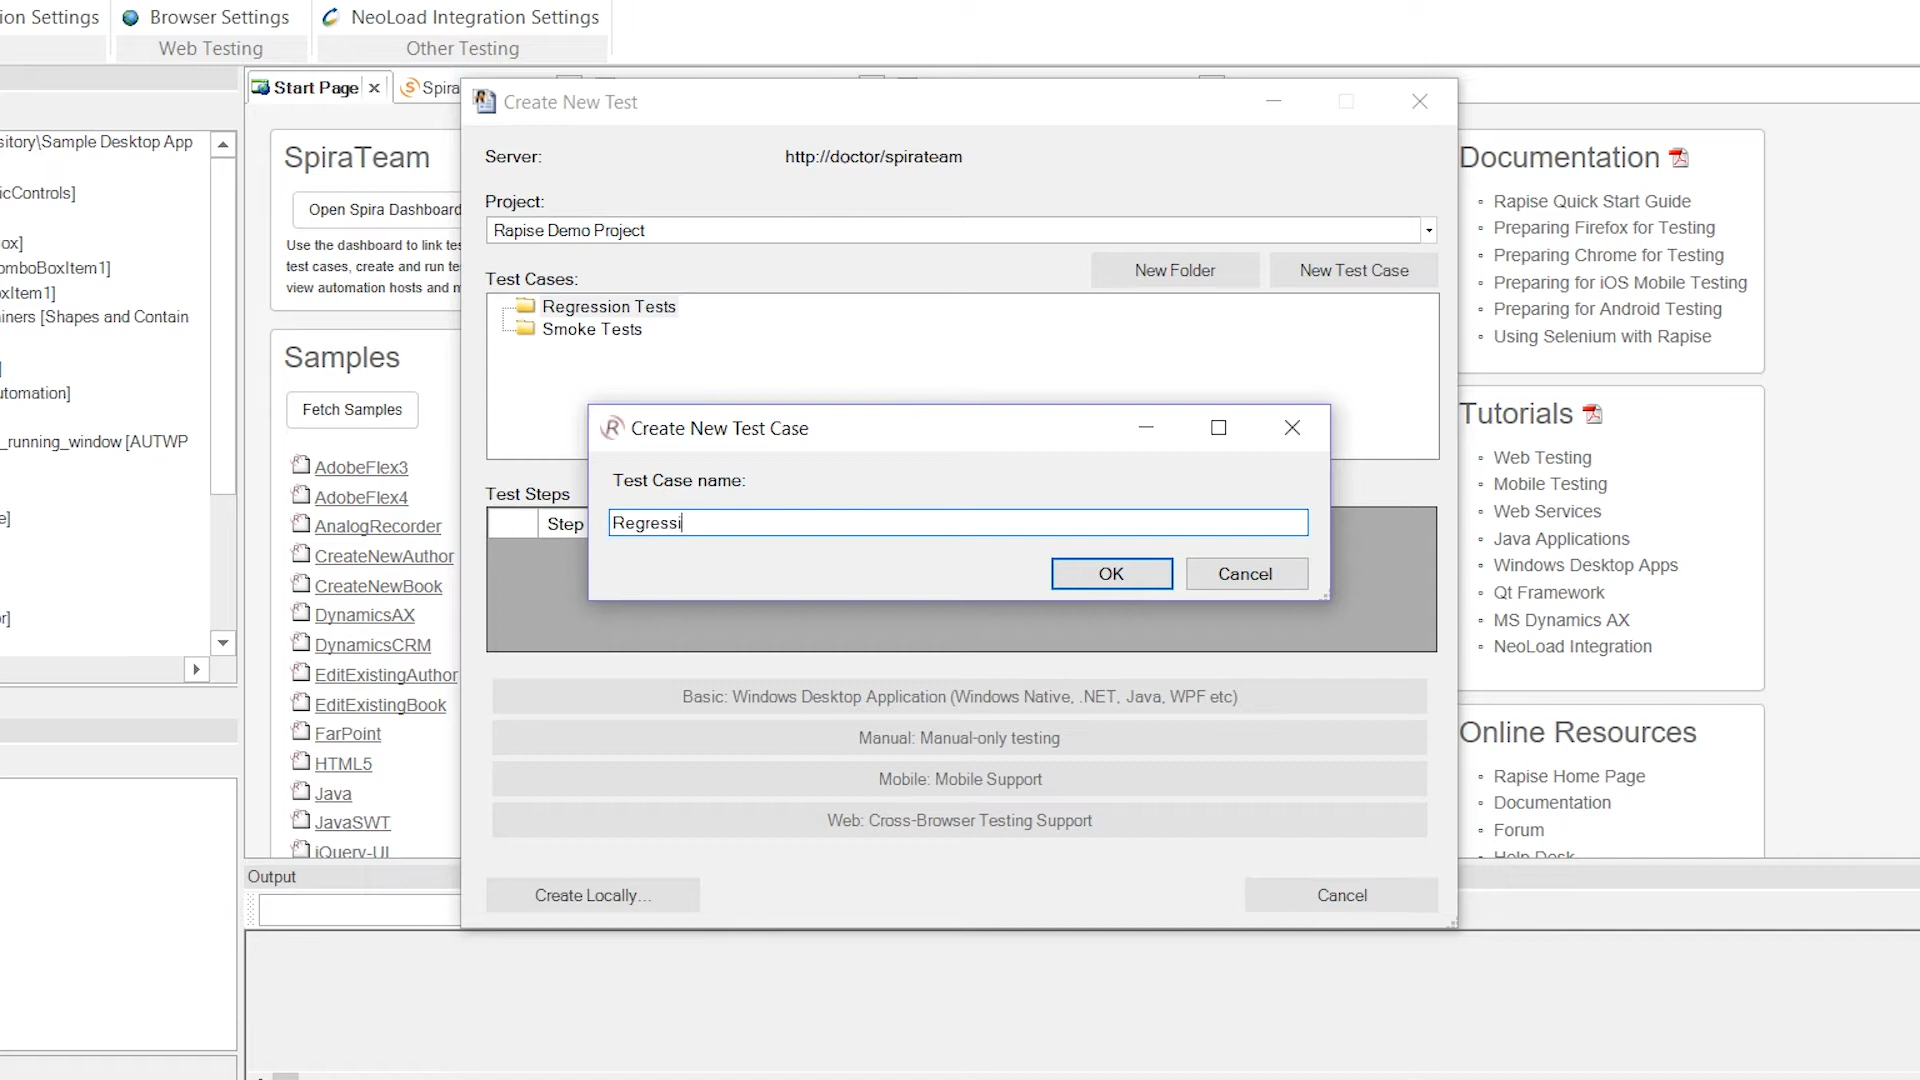 ion Settings
Browser Settings
NeoLoad Integration Settings
Web Testing
Other Testing
Start Page
Spira
Create New Test
sitory\Sample Desktop App
icControls]
ox]
omboBoxItem1]
oxItem1]
iners [Shapes and Contain
]
utomation]
_running_window [AUTWP
e]
or]
SpiraTeam
Open Spira Dashboard
Use the dashboard to link tes
test cases, create and run te
view automation hosts and m
Samples
Fetch Samples
AdobeFlex3
AdobeFlex4
AnalogRecorder
CreateNewAuthor
CreateNewBook
DynamicsAX
DynamicsCRM
EditExistingAuthor
EditExistingBook
FarPoint
HTML5
Java
JavaSWT
jQuery-UI
Output
Server:
http://doctor/spirateam
Project:
Rapise Demo Project
Test Cases:
New Folder
New Test Case
Regression Tests
Smoke Tests
Create New Test Case
Test Case name:
Regressi
OK
Cancel
Test Steps
Step
Basic: Windows Desktop Application (Windows Native, .NET, Java, WPF etc)
Manual: Manual-only testing
Mobile: Mobile Support
Web: Cross-Browser Testing Support
Create Locally...
Cancel
Documentation
Rapise Quick Start Guide
Preparing Firefox for Testing
Preparing Chrome for Testing
Preparing for iOS Mobile Testing
Preparing for Android Testing
Using Selenium with Rapise
Tutorials
Web Testing
Mobile Testing
Web Services
Java Applications
Windows Desktop Apps
Qt Framework
MS Dynamics AX
NeoLoad Integration
Online Resources
Rapise Home Page
Documentation
Forum
Help Desk